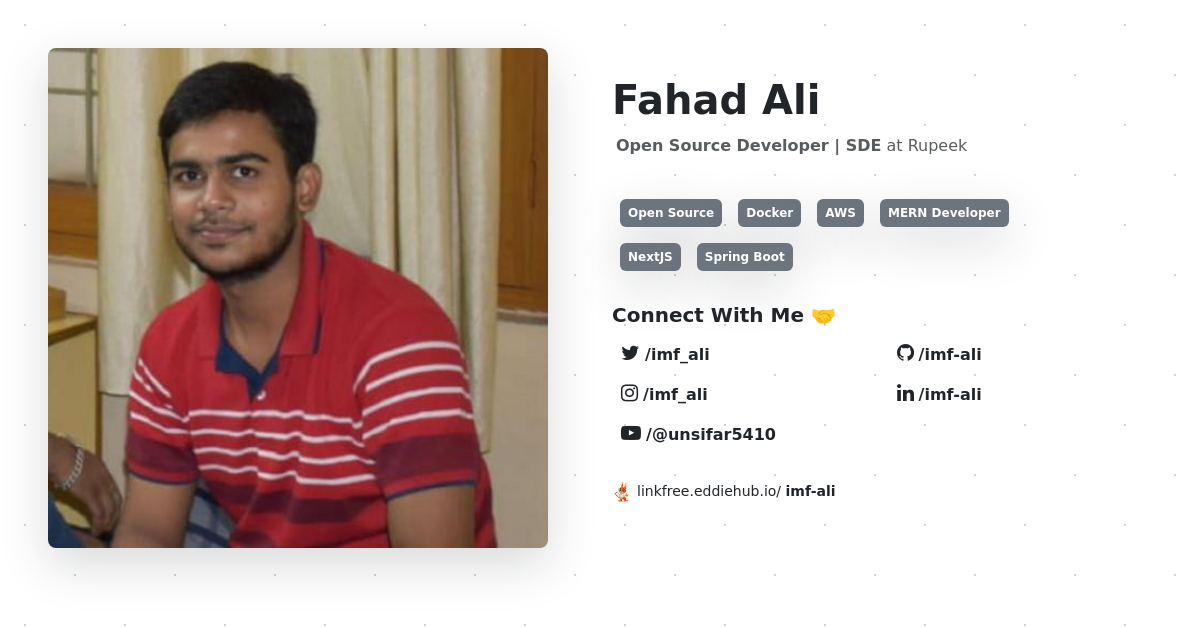 Fahad Ali
Open Source Developer | SDE at Rupeek
Open Source Docker AWS MERN Developer
NextJS Spring Boot
Connect With Me 🤝
/imf_ali /imf-ali
/imf_ali /imf-ali
/@unsifar5410
linkfree.eddiehub.io/ imf-ali